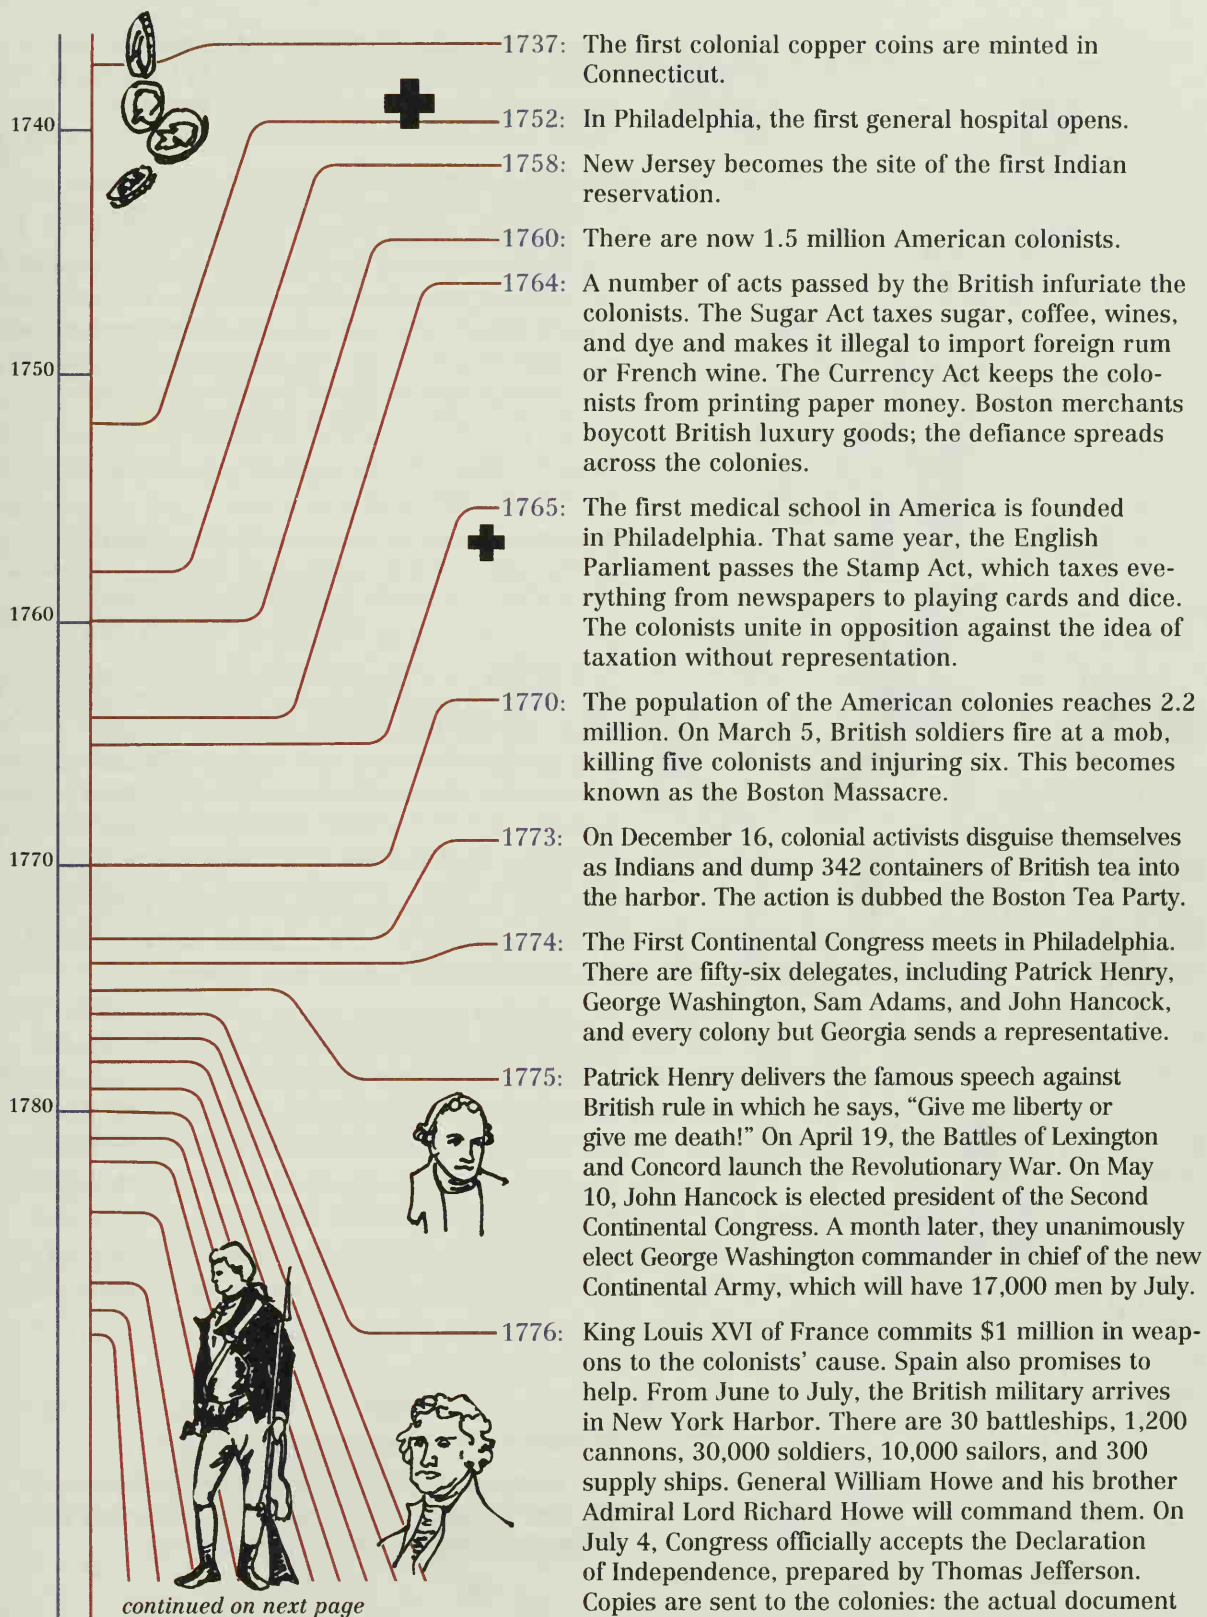 1737: The first colonial copper coins are minted in
Connecticut.
1740
1752: In Philadelphia, the first general hospital opens.
1758: New Jersey becomes the site of the first Indian
reservation.
1760: There are now 1.5 million American colonists.
1764: A number of acts passed by the British infuriate the
colonists. The Sugar Act taxes sugar, coffee, wines,
and dye and makes it illegal to import foreign rum
1750
or French wine. The Currency Act keeps the colo-
nists from printing paper money. Boston merchants
boycott British luxury goods; the defiance spreads
across the colonies.
1765: The first medical school in America is founded
in Philadelphia. That same year, the English
Parliament passes the Stamp Act, which taxes eve-
rything from newspapers to playing cards and dice.
1760
The colonists unite in opposition against the idea of
taxation without representation.
1770: The population of the American colonies reaches 2.2
million. On March 5, British soldiers fire at a mob,
killing five colonists and injuring six. This becomes
known as the Boston Massacre.
1773: On December 16, colonial activists disguise themselves
1770
as Indians and dump 342 containers of British tea into
the harbor. The action is dubbed the Boston Tea Party.
1774: The First Continental Congress meets in Philadelphia.
There are fifty-six delegates, including Patrick Henry,
George Washington, Sam Adams, and John Hancock,
and every colony but Georgia sends a representative.
1775: Patrick Henry delivers the famous speech against
1780
British rule in which he says, “Give me liberty or
give me death!” On April 19, the Battles of Lexington
and Concord launch the Revolutionary War. On May
10, John Hancock is elected president of the Second
Continental Congress. A month later, they unanimously
elect George Washington commander in chief of the new
Continental Army, which will have 17,000 men by July.
1776: King Louis XVI of France commits $1 million in weap-
ons to the colonists’ cause. Spain also promises to
help. From June to July, the British military arrives
in New York Harbor. There are 30 battleships, 1,200
cannons, 30,000 soldiers, 10,000 sailors, and 300
supply ships. General William Howe and his brother
Admiral Lord Richard Howe will command them. On
July 4, Congress officially accepts the Declaration
of Independence, prepared by Thomas Jefferson.
Copies are sent to the colonies: the actual document
continued on next page